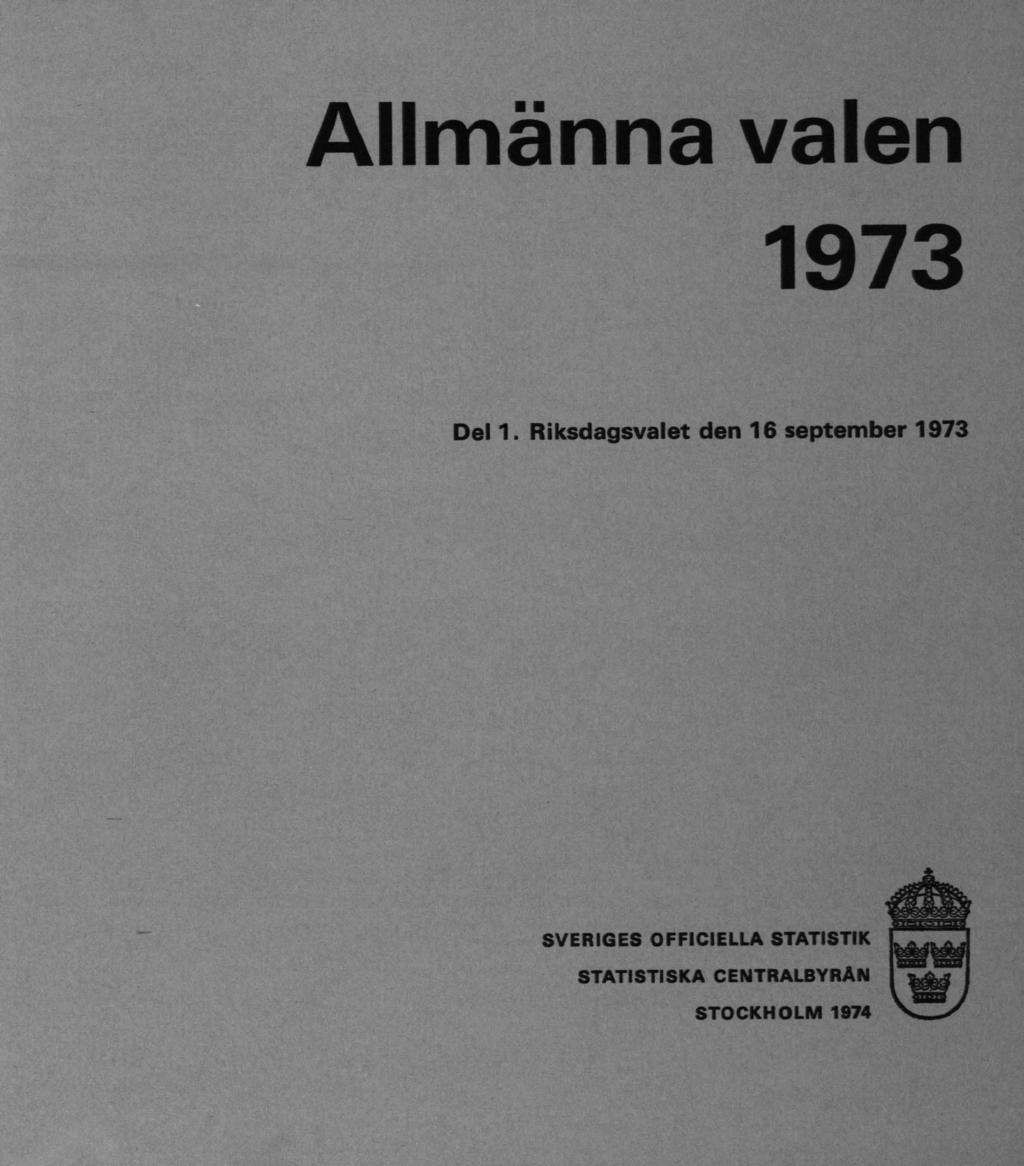 Allmänna valen
1973
Del 1. Riksdagsvalet den 16 september 1973
SVERIGES OFFICIELLA STATISTIK
STATISTISKA CENTRALBYRÅN
STOCKHOLM 1974